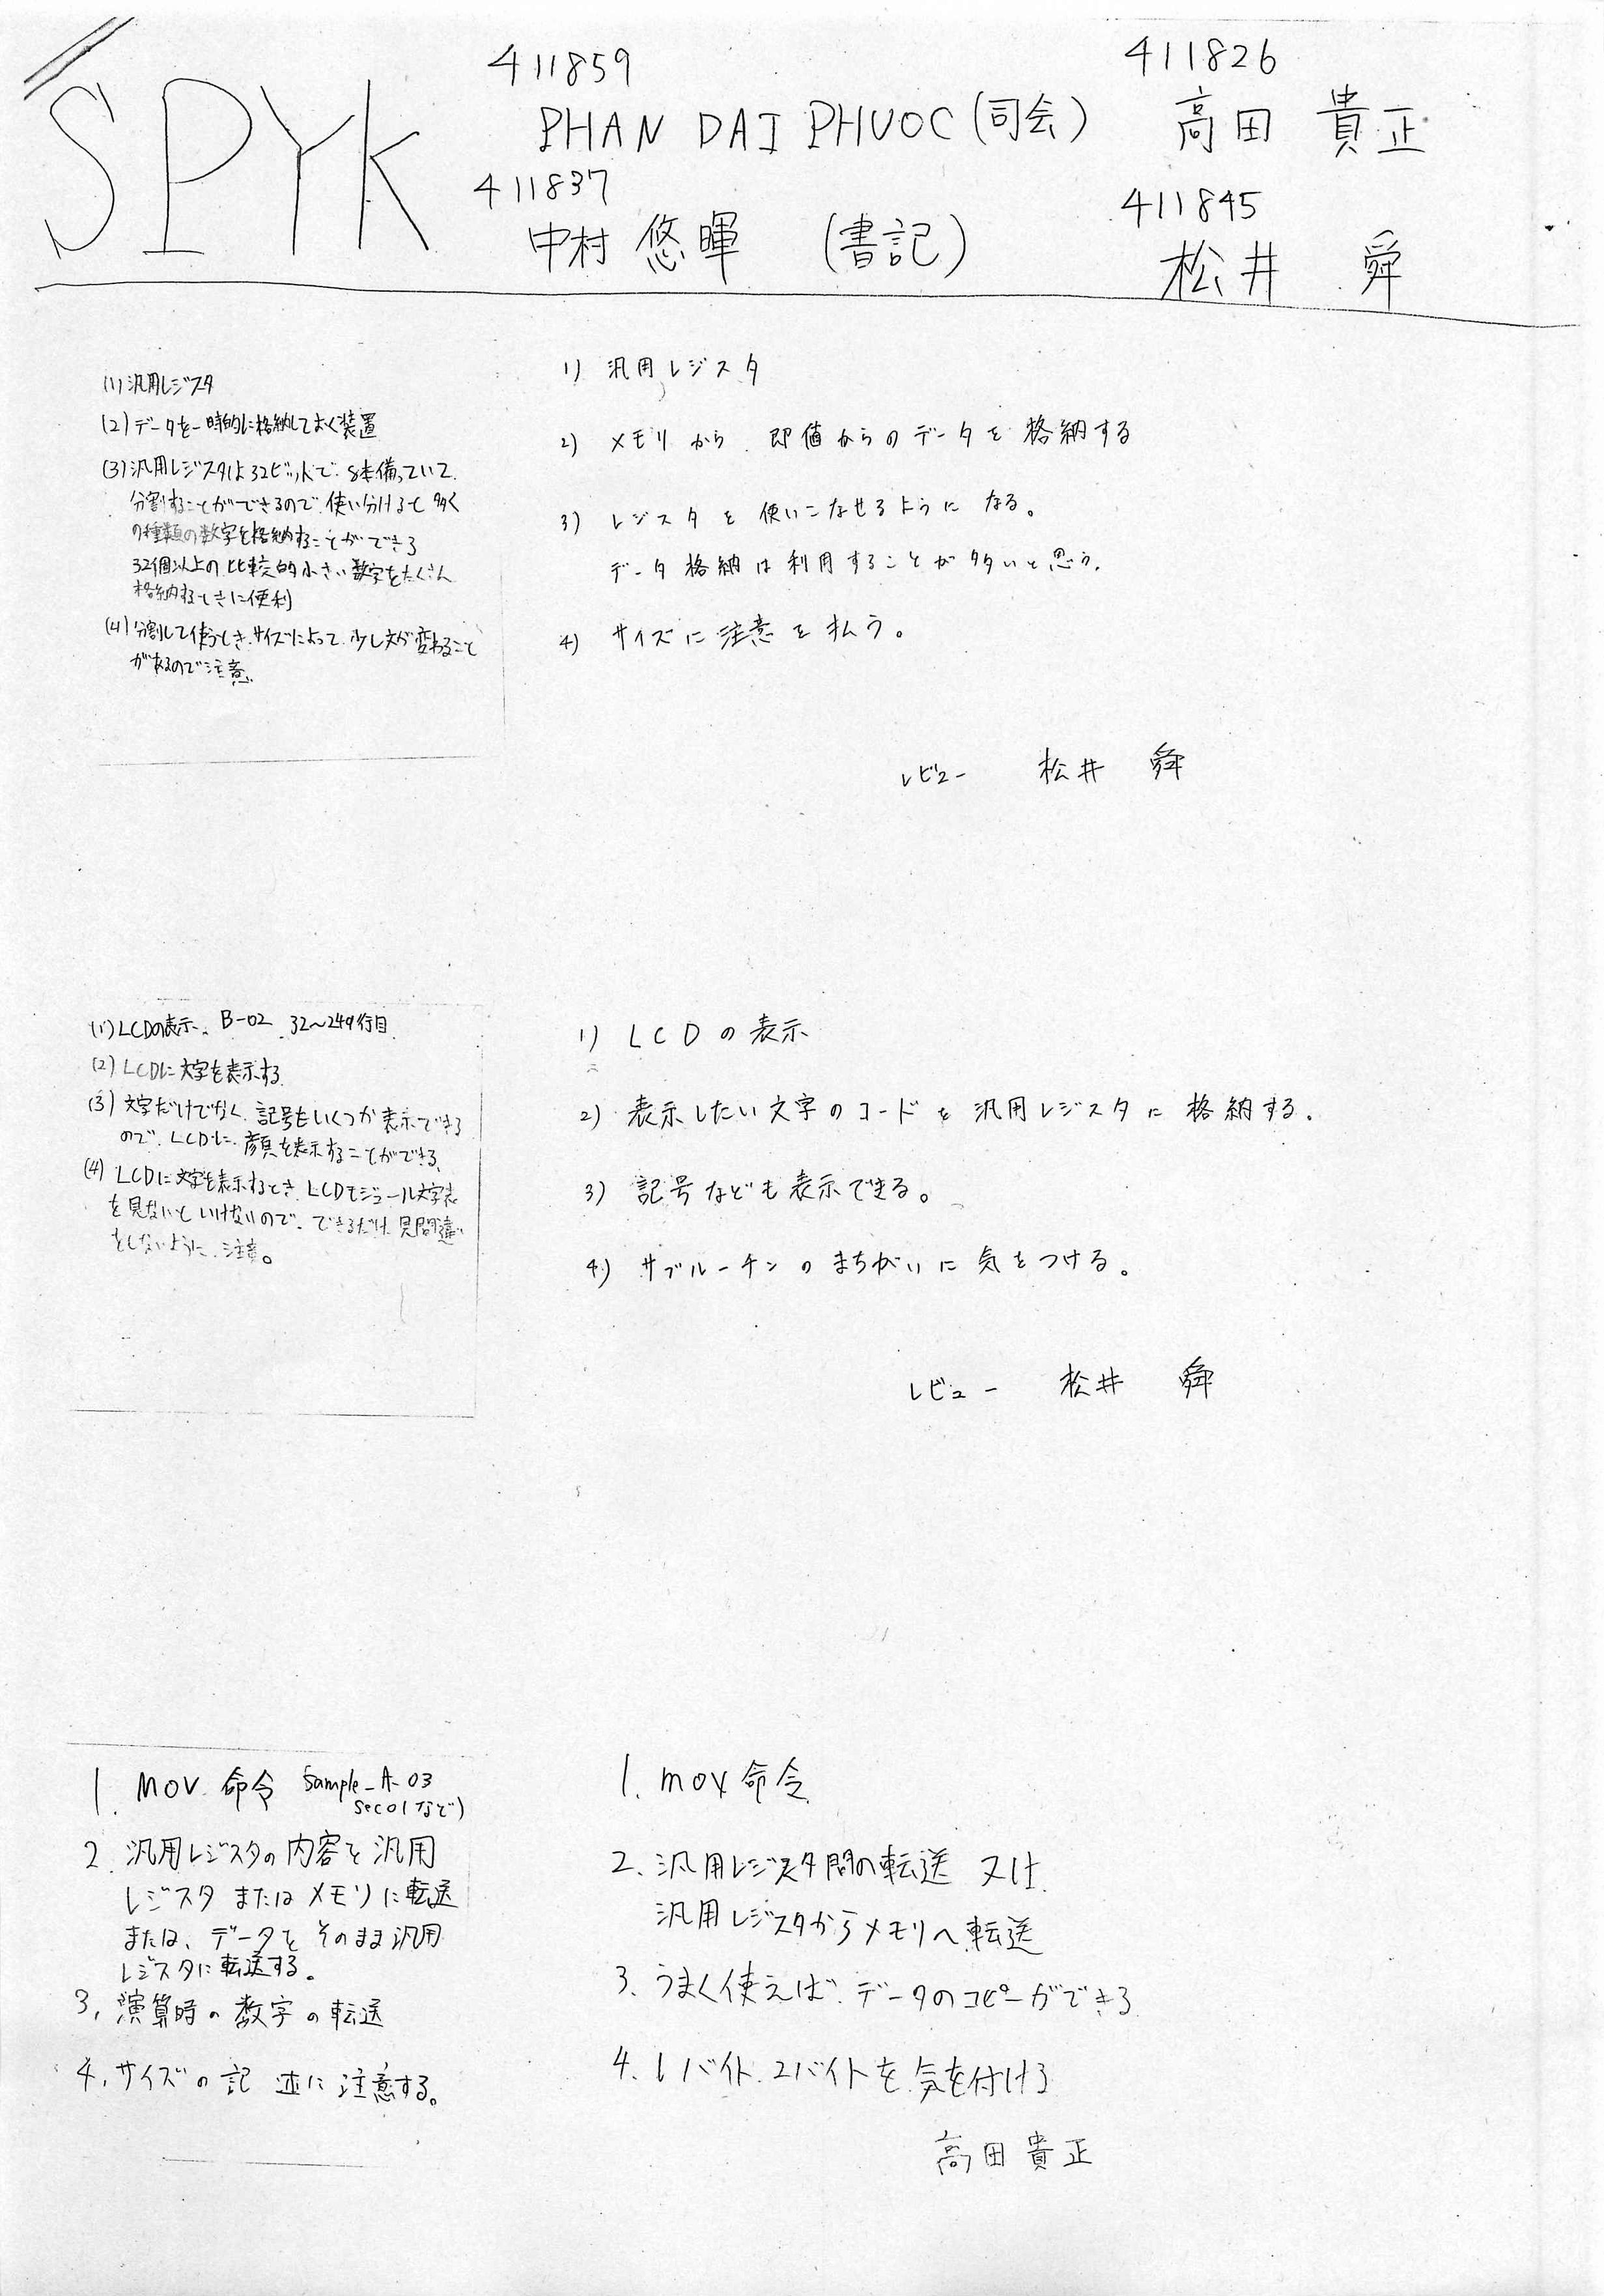 SPYK
411859
PHAN DAI PHUOC (司会)
411826
高田 貴正
411837
中村 悠暉 (書記)
411845
松井 舜
(1) 汎用レジスタ
(2) データを一時的に格納しておく装置
(3) 汎用レジスタは32ビットで、8本備っていて、
分割することができるので、使い分けると多く
の種類の数字を格納することができる
32個以上の比較的小さい数字をたくさん
格納するときに便利
(4) 分割して使うとき、サイズによって、少し大が変わること
があるので注意
1) 汎用レジスタ
2) メモリから、即値からのデータを格納する
3) レジスタを使いこなせるようになる。
データ格納は利用することが多いと思う。
4) サイズに注意を払う。
レビュー 松井 舜
(1) LCDの表示、B-02 32〜249行目
(2) LCDに文字を表示する
(3) 文字だけでなく、記号もいくつか表示できる
ので、LCDに、顔を表示することができる
(4) LCDに文字を表示するとき、LCDモジュール文字表
を見ないといけないので、できるだけ見間違い
をしないように、注意。
1) LCDの表示
2) 表示したい文字のコードを汎用レジスタに格納する。
3) 記号なども表示できる。
4) サブルーチンのまちがいに気をつける。
レビュー 松井 舜
1. MOV 命令 Sample_A-03
sec01など)
2. 汎用レジスタの内容を汎用
レジスタまたはメモリに転送
または、データをそのまま汎用
レジスタに転送する。
3. 演算時の数字の転送
4. サイズの記述に注意する。
1. mov 命令
2. 汎用レジスタ間の転送 又は
汎用レジスタからメモリへ転送
3. うまく使えば、データのコピーができる
4. 1バイト、2バイトを気を付ける
高田貴正